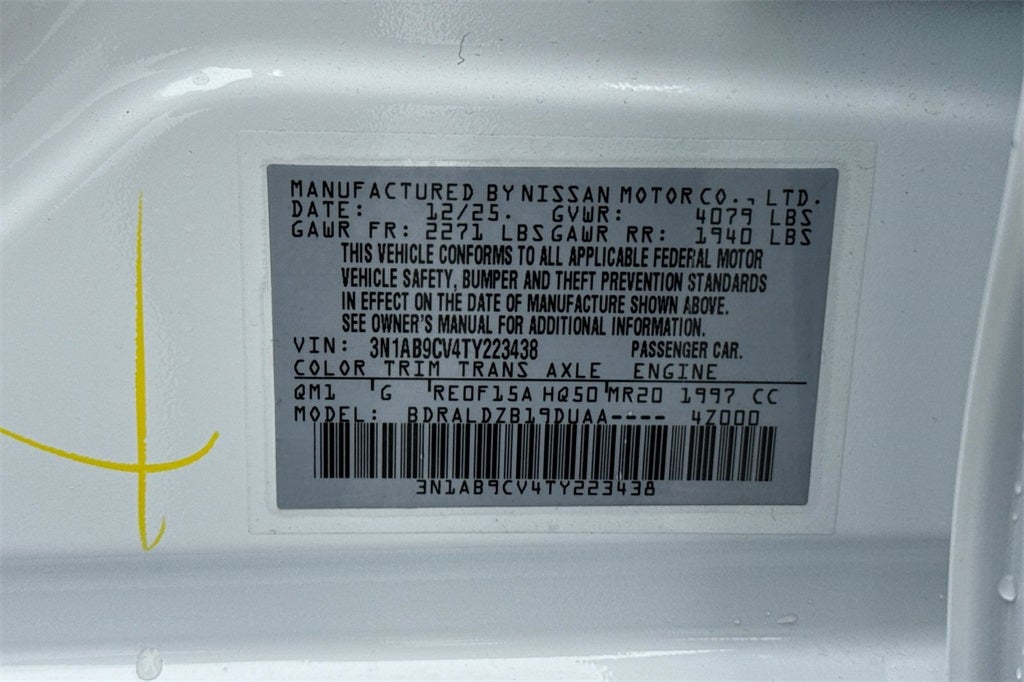 MANUFACTURED BY NISSAN MOTOR CO., LTD.
DATE: 12/25. GVWR: 4079 LBS
GAWR FR: 2271 LBS GAWR RR: 1940 LBS
THIS VEHICLE CONFORMS TO ALL APPLICABLE FEDERAL MOTOR
VEHICLE SAFETY, BUMPER AND THEFT PREVENTION STANDARDS
IN EFFECT ON THE DATE OF MANUFACTURE SHOWN ABOVE.
SEE OWNER'S MANUAL FOR ADDITIONAL INFORMATION.
VIN: 3N1AB9CV4TY223438 PASSENGER CAR.
COLOR TRIM TRANS AXLE ENGINE
QM1 G RE0F15A HQ50 MR20 1997 CC
MODEL: BDRALDZB19DUAA---- 4Z000
3N1AB9CV4TY223438